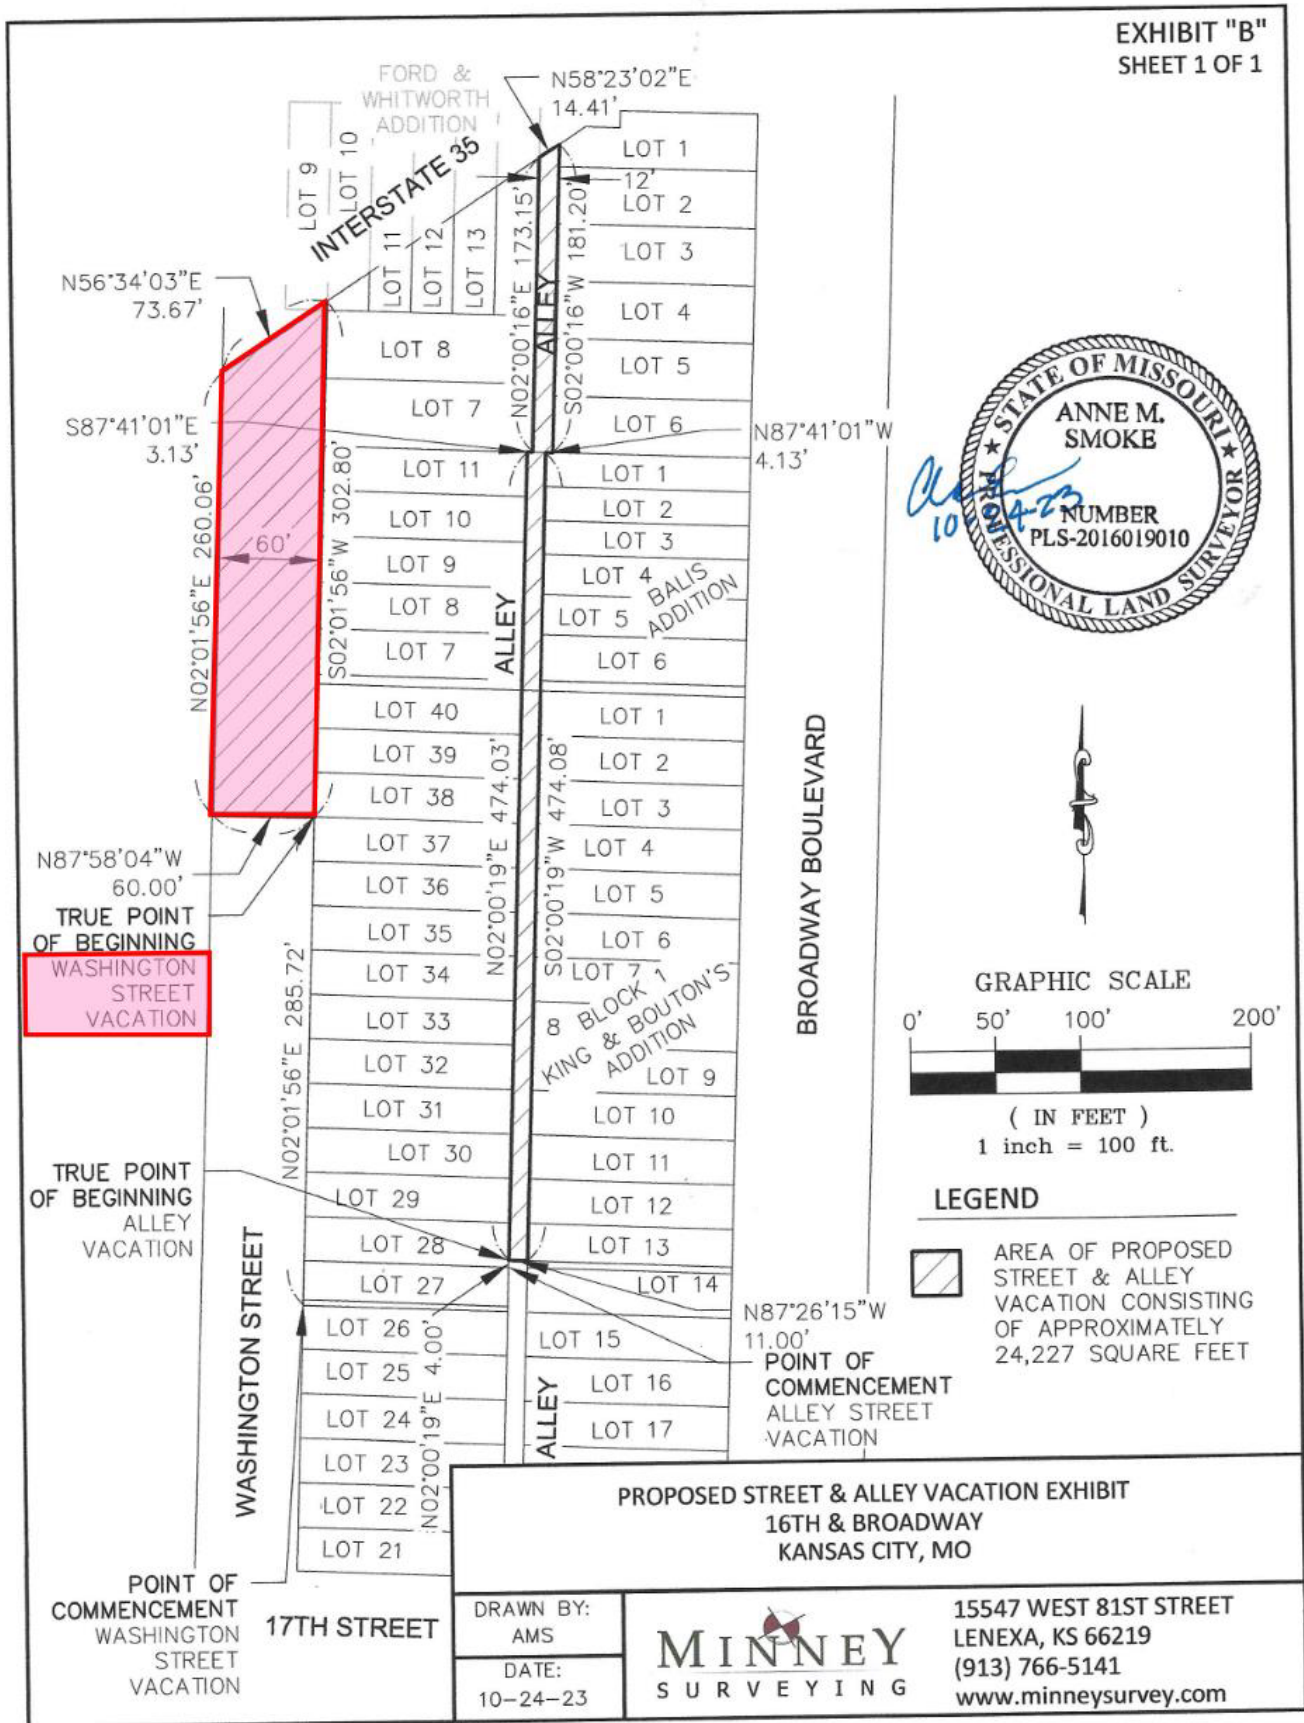 EXHIBIT "B"
SHEET 1 OF 1
FORD &
WHITWORTH
ADDITION
N58°23'02"E
14.41'
LOT 9
LOT 10
INTERSTATE 35
LOT 11
LOT 12
LOT 13
N02°00'16"E 173.15'
ALLEY
S02°00'16"W 181.20'
12'
LOT 1
LOT 2
LOT 3
LOT 4
LOT 5
LOT 6
N56°34'03"E
73.67'
LOT 8
LOT 7
S87°41'01"E
3.13'
N87°41'01"W
4.13'
N02°01'56"E 260.06'
60'
S02°01'56"W 302.80'
LOT 11
LOT 10
LOT 9
LOT 8
LOT 7
ALLEY
LOT 1
LOT 2
LOT 3
LOT 4
LOT 5
LOT 6
BALIS
ADDITION
LOT 40
LOT 39
LOT 38
LOT 37
LOT 36
LOT 35
LOT 34
LOT 33
LOT 32
LOT 31
LOT 30
LOT 29
LOT 28
LOT 27
LOT 26
LOT 25
LOT 24
LOT 23
LOT 22
LOT 21
N02°00'19"E 474.03'
S02°00'19"W 474.08'
LOT 1
LOT 2
LOT 3
LOT 4
LOT 5
LOT 6
LOT 7
8
BLOCK 1
KING & BOUTON'S
ADDITION
LOT 9
LOT 10
LOT 11
LOT 12
LOT 13
LOT 14
LOT 15
LOT 16
LOT 17
BROADWAY BOULEVARD
N87°58'04"W
60.00'
TRUE POINT
OF BEGINNING
WASHINGTON
STREET
VACATION
N02°01'56"E 285.72'
TRUE POINT
OF BEGINNING
ALLEY
VACATION
WASHINGTON STREET
N02°00'19"E 4.00'
ALLEY
N87°26'15"W
11.00'
POINT OF
COMMENCEMENT
ALLEY STREET
VACATION
POINT OF
COMMENCEMENT
WASHINGTON
STREET
VACATION
17TH STREET
STATE OF MISSOURI
ANNE M.
SMOKE
NUMBER
PLS-2016019010
PROFESSIONAL LAND SURVEYOR
GRAPHIC SCALE
0' 50' 100' 200'
( IN FEET )
1 inch = 100 ft.
LEGEND
AREA OF PROPOSED
STREET & ALLEY
VACATION CONSISTING
OF APPROXIMATELY
24,227 SQUARE FEET
PROPOSED STREET & ALLEY VACATION EXHIBIT
16TH & BROADWAY
KANSAS CITY, MO
DRAWN BY:
AMS
DATE:
10-24-23
MINNEY
SURVEYING
15547 WEST 81ST STREET
LENEXA, KS 66219
(913) 766-5141
www.minneysurvey.com